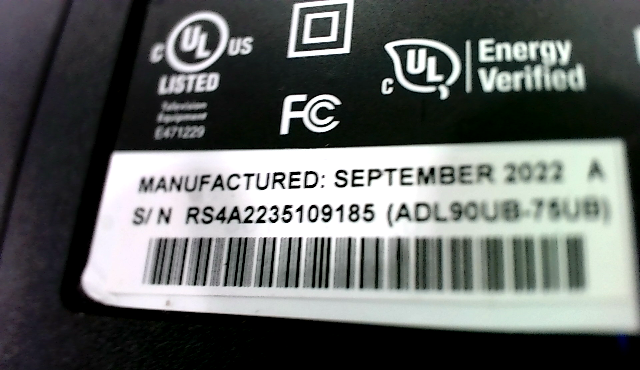 C UL US
LISTED
Television
Equipment
E471229
FC
C UL
Energy
Verified
MANUFACTURED: SEPTEMBER 2022 A
S/N RS4A2235109185 (ADL90UB-75UB)